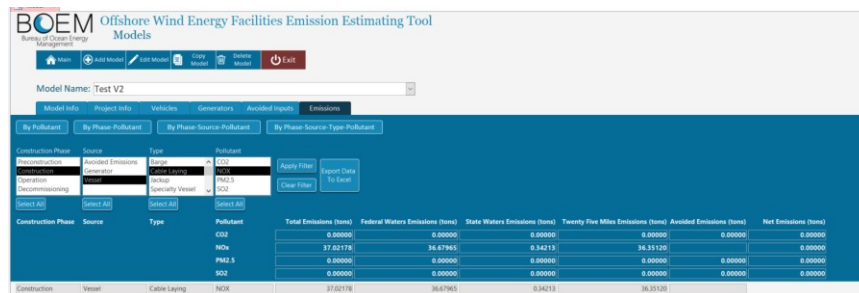 BOEM Offshore Wind Energy Facilities Emission Estimating Tool
Bureau of Ocean Energy Management
Models
Main Add Model Edit Model Copy Model Delete Model Exit
Model Name: Test V2
Model Info Project Info Vehicles Generators Avoided Inputs Emissions
By Pollutant By Phase-Pollutant By Phase-Source-Pollutant By Phase-Source-Type-Pollutant
Construction Phase Source Type Pollutant
Preconstruction Avoided Emissions Barge CO2
Construction Generator Cable Laying NOX
Operation Vessel Jackup PM2.5
Decommissioning Specialty Vessel SO2
Apply Filter Export Data To Excel
Clear Filter
Select All Select All Select All Select All
Construction Phase Source Type Pollutant Total Emissions (tons) Federal Waters Emissions (tons) State Waters Emissions (tons) Twenty Five Miles Emissions (tons) Avoided Emissions (tons) Net Emissions (tons)
CO2 0.00000 0.00000 0.00000 0.00000 0.00000 0.00000
NOx 37.02178 36.67965 0.34213 36.35120 0.00000
PM2.5 0.00000 0.00000 0.00000 0.00000 0.00000 0.00000
SO2 0.00000 0.00000 0.00000 0.00000 0.00000 0.00000
Construction Vessel Cable Laying NOX 37.02178 36.67965 0.34213 36.35120